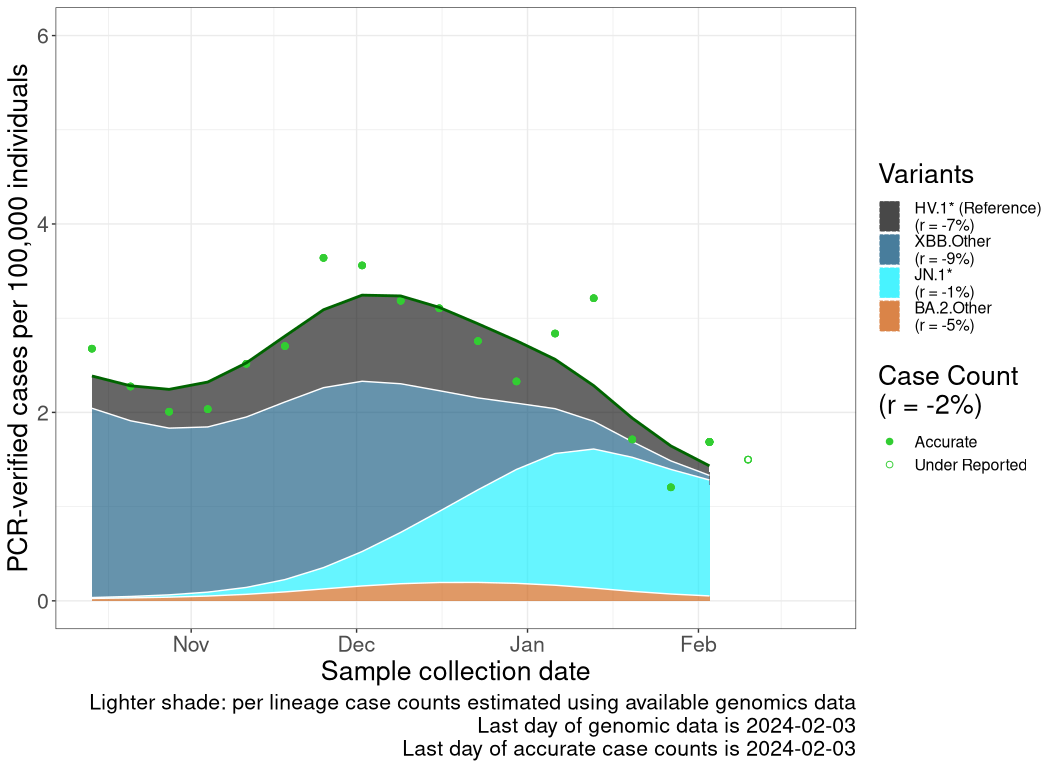 PCR-verified cases per 100,000 individuals
6
4
2
0
Nov
Dec
Jan
Feb
Sample collection date
Lighter shade: per lineage case counts estimated using available genomics data
Last day of genomic data is 2024-02-03
Last day of accurate case counts is 2024-02-03
Variants
HV.1* (Reference)
(r = -7%)
XBB.Other
(r = -9%)
JN.1*
(r = -1%)
BA.2.Other
(r = -5%)
Case Count
(r = -2%)
Accurate
Under Reported